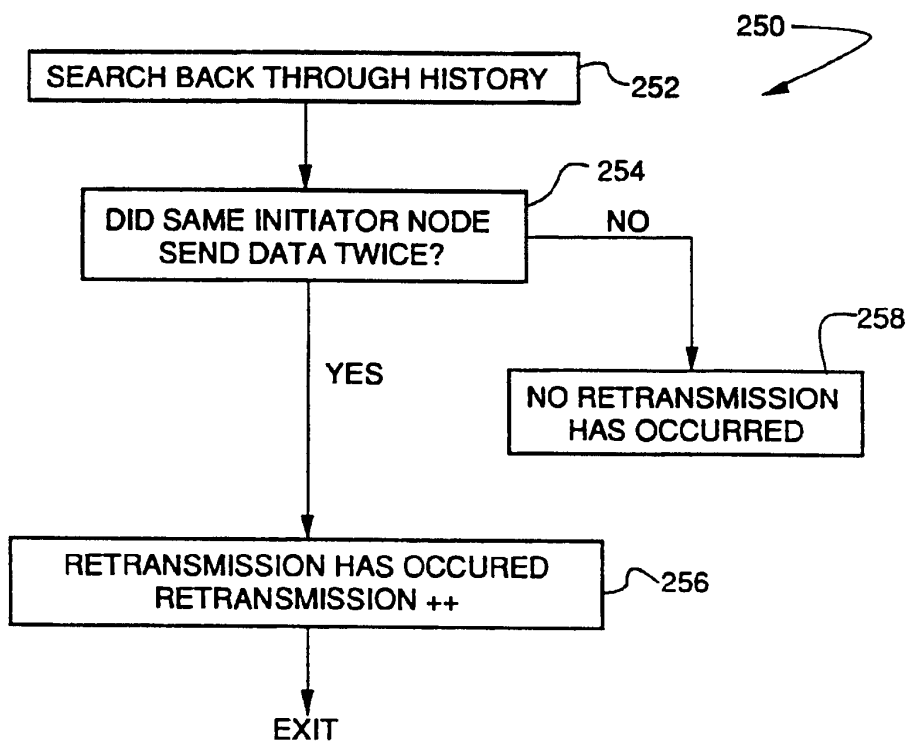 250
SEARCH BACK THROUGH HISTORY
252
254
DID SAME INITIATOR NODE
SEND DATA TWICE?
NO
258
YES
NO RETRANSMISSION
HAS OCCURRED
RETRANSMISSION HAS OCCURED
RETRANSMISSION ++
256
EXIT